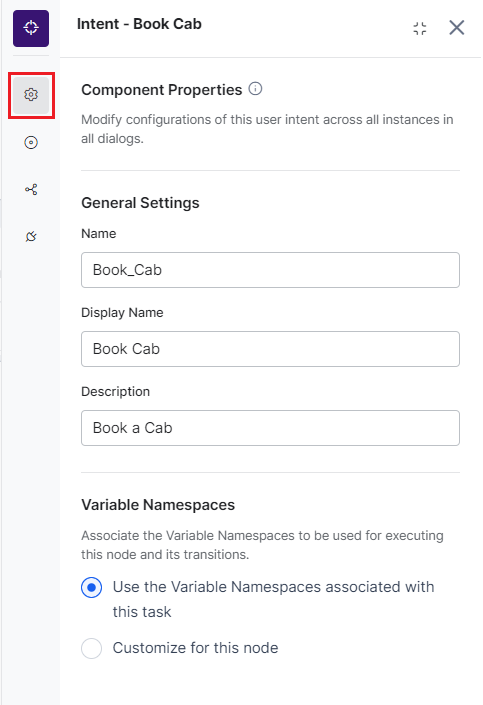 Intent - Book Cab
Component Properties
Modify configurations of this user intent across all instances in
all dialogs.
General Settings
Name
Book_Cab
Display Name
Book Cab
Description
Book a Cab
Variable Namespaces
Associate the Variable Namespaces to be used for executing
this node and its transitions.
Use the Variable Namespaces associated with
this task
Customize for this node